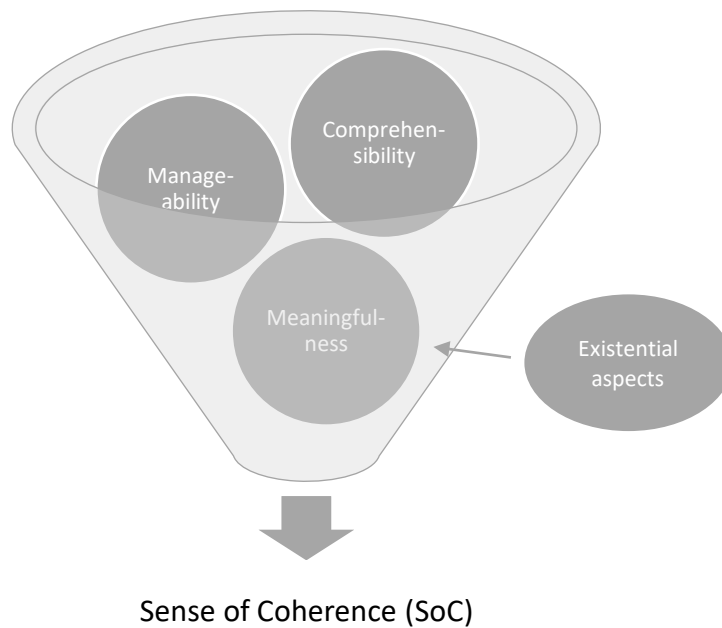 Comprehen-
sibility
Manage-
ability
Meaningful-
ness
Existential
aspects
Sense of Coherence (SoC)